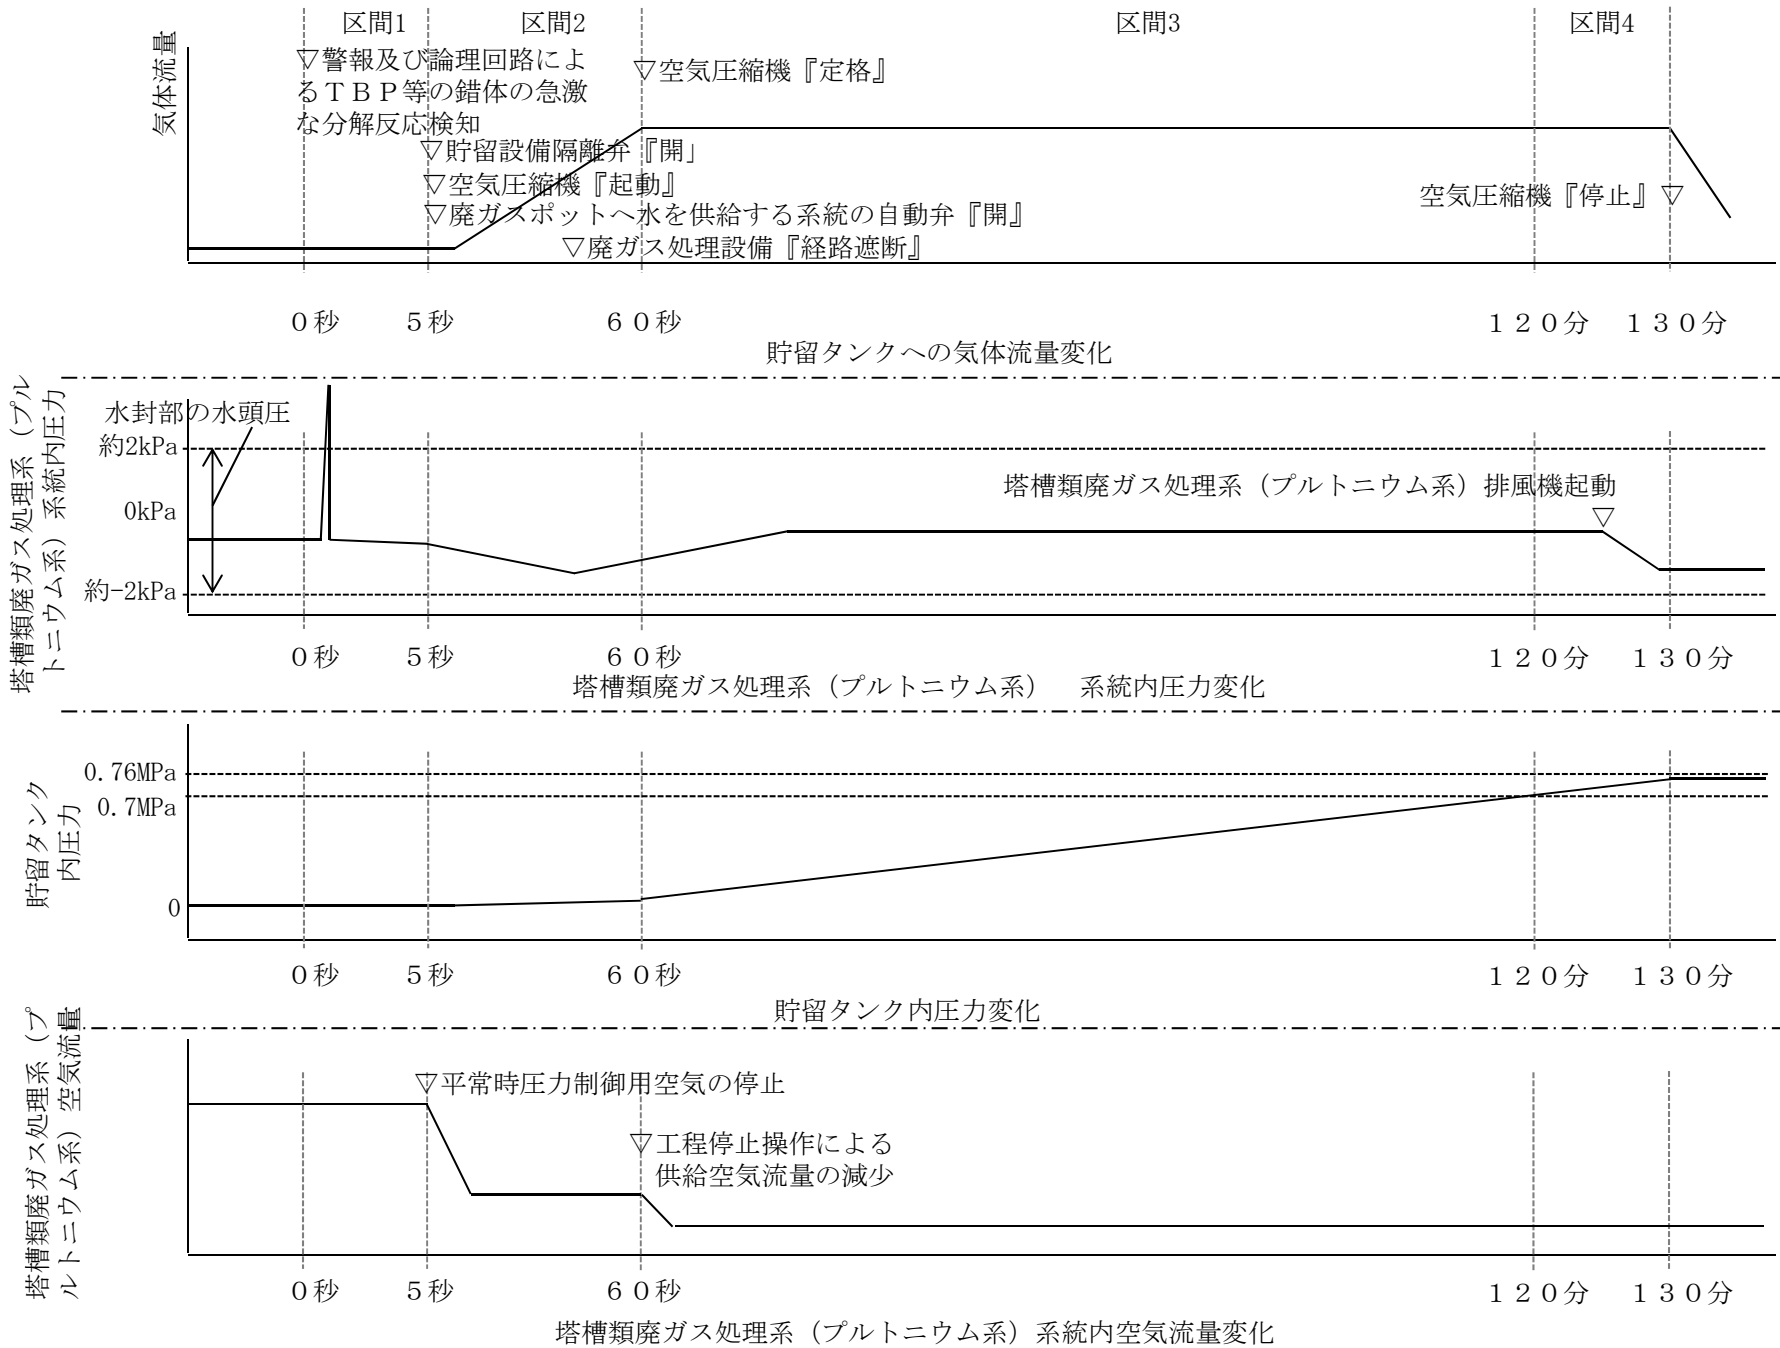 区間1
区間2
区間3
区間4
気体流量
▽警報及び論理回路によ
るＴＢＰ等の錯体の急激
な分解反応検知
▽空気圧縮機『定格』
▽貯留設備隔離弁『開」
▽空気圧縮機『起動』
▽廃ガスポットへ水を供給する系統の自動弁『開』
▽廃ガス処理設備『経路遮断』
空気圧縮機『停止』▽
０秒
５秒
６０秒
１２０分
１３０分
貯留タンクへの気体流量変化
塔槽類廃ガス処理系（プル
トニウム系）系統内圧力
水封部の水頭圧
約2kPa
0kPa
約-2kPa
塔槽類廃ガス処理系（プルトニウム系）排風機起動
▽
０秒
５秒
６０秒
１２０分
１３０分
塔槽類廃ガス処理系（プルトニウム系）　系統内圧力変化
貯留タンク
内圧力
0.76MPa
0.7MPa
0
０秒
５秒
６０秒
１２０分
１３０分
貯留タンク内圧力変化
塔槽類廃ガス処理系（プ
ルトニウム系）空気流量
▽平常時圧力制御用空気の停止
▽工程停止操作による
供給空気流量の減少
０秒
５秒
６０秒
１２０分
１３０分
塔槽類廃ガス処理系（プルトニウム系）系統内空気流量変化